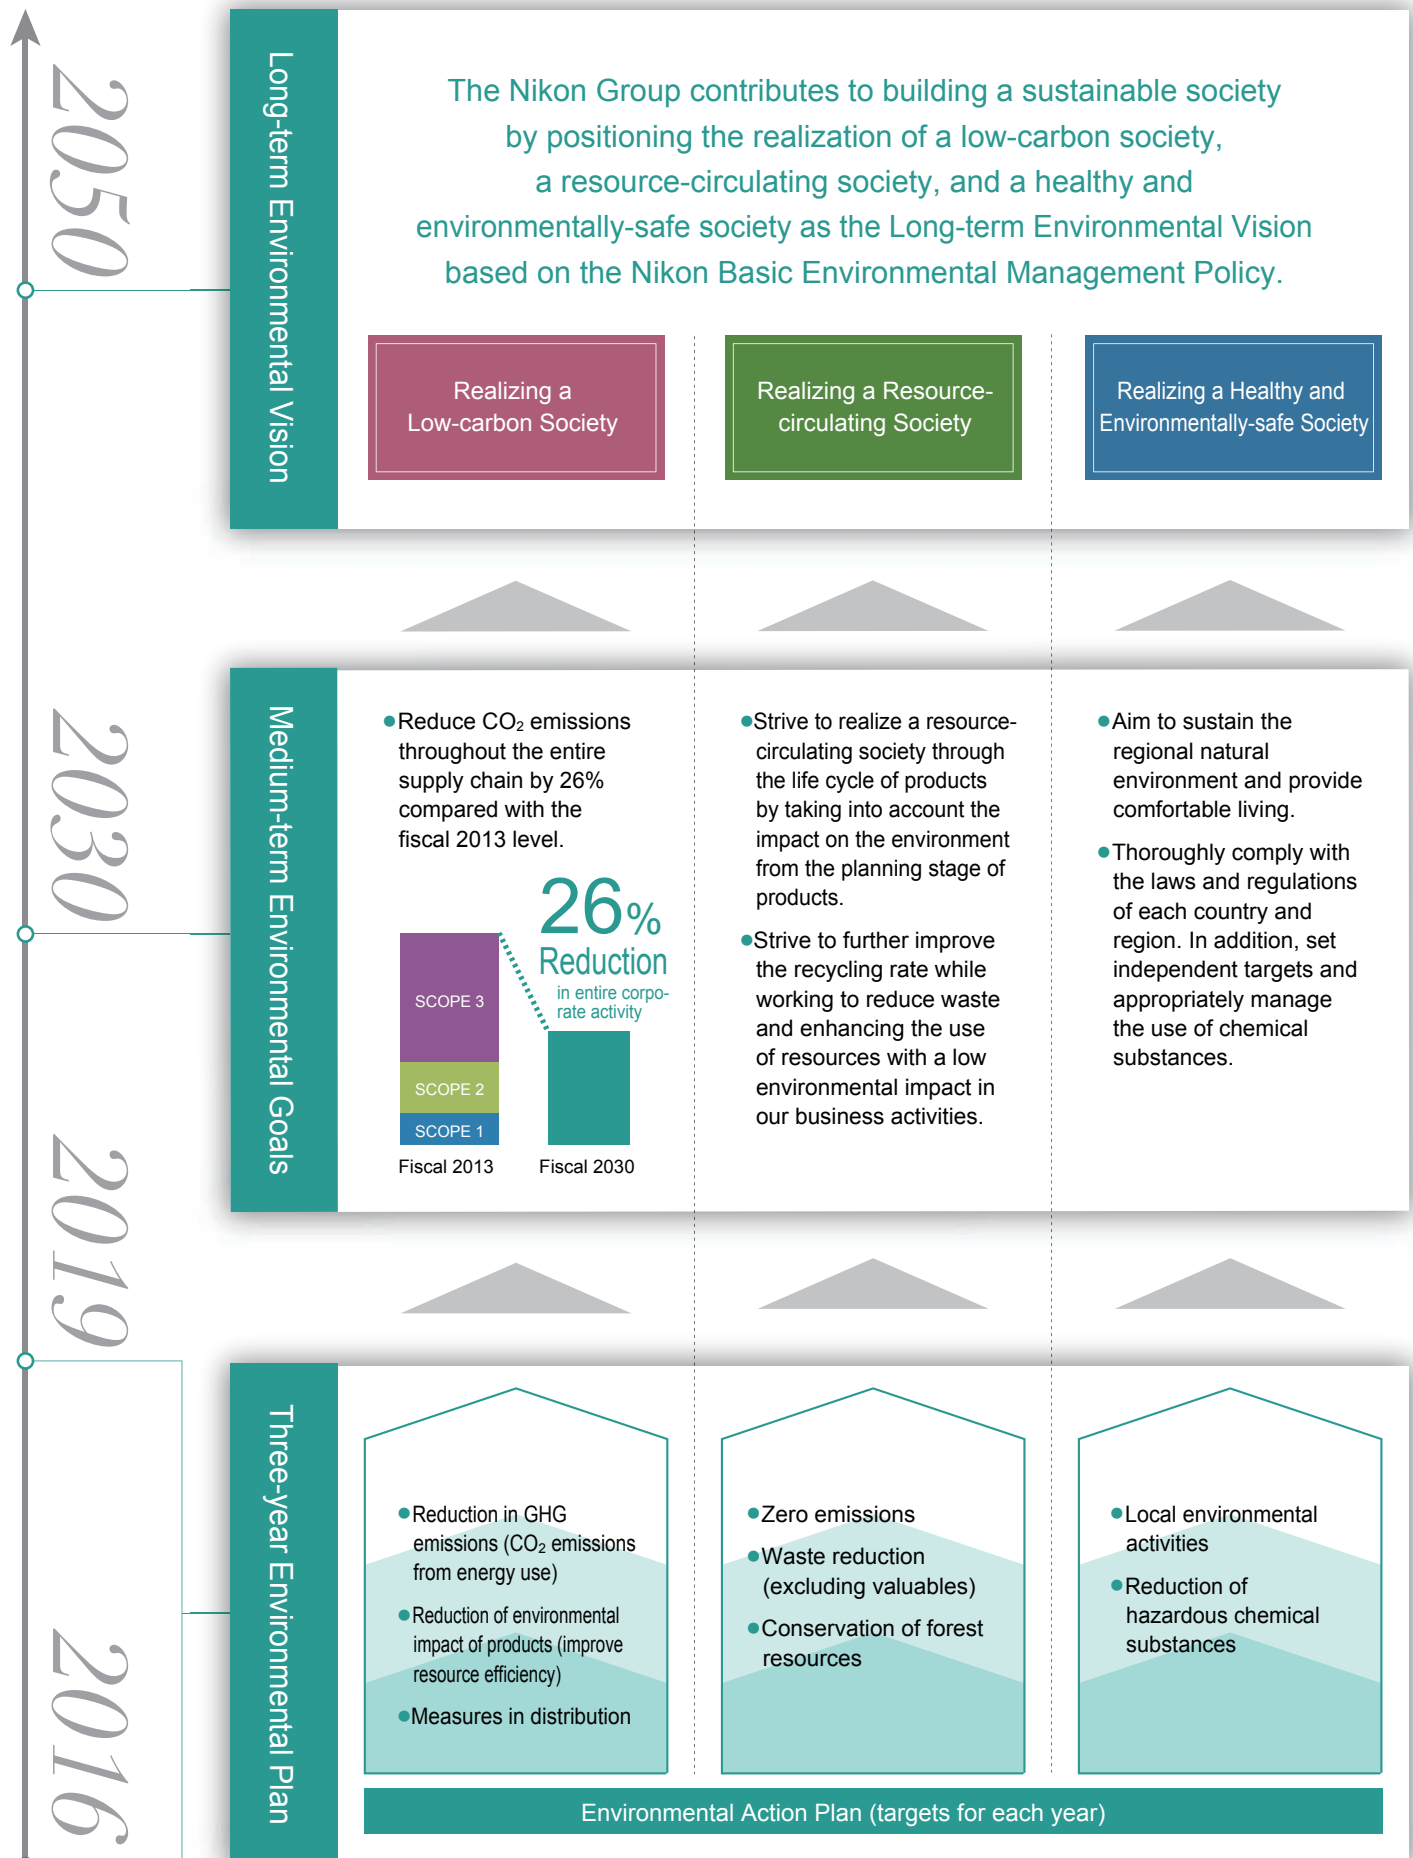 2050
Long-term Environmental Vision
The Nikon Group contributes to building a sustainable society
by positioning the realization of a low-carbon society,
a resource-circulating society, and a healthy and
environmentally-safe society as the Long-term Environmental Vision
based on the Nikon Basic Environmental Management Policy.
Realizing a
Low-carbon Society
Realizing a Resource-
circulating Society
Realizing a Healthy and
Environmentally-safe Society
2030
Medium-term Environmental Goals
●Reduce CO₂ emissions
throughout the entire
supply chain by 26%
compared with the
fiscal 2013 level.
26%
Reduction
in entire corpo-
rate activity
SCOPE 3
SCOPE 2
SCOPE 1
Fiscal 2013
Fiscal 2030
●Strive to realize a resource-
circulating society through
the life cycle of products
by taking into account the
impact on the environment
from the planning stage of
products.
●Strive to further improve
the recycling rate while
working to reduce waste
and enhancing the use
of resources with a low
environmental impact in
our business activities.
●Aim to sustain the
regional natural
environment and provide
comfortable living.
●Thoroughly comply with
the laws and regulations
of each country and
region. In addition, set
independent targets and
appropriately manage
the use of chemical
substances.
2019
2016
Three-year Environmental Plan
●Reduction in GHG
emissions (CO₂ emissions
from energy use)
●Reduction of environmental
impact of products (improve
resource efficiency)
●Measures in distribution
●Zero emissions
●Waste reduction
(excluding valuables)
●Conservation of forest
resources
●Local environmental
activities
●Reduction of
hazardous chemical
substances
Environmental Action Plan (targets for each year)